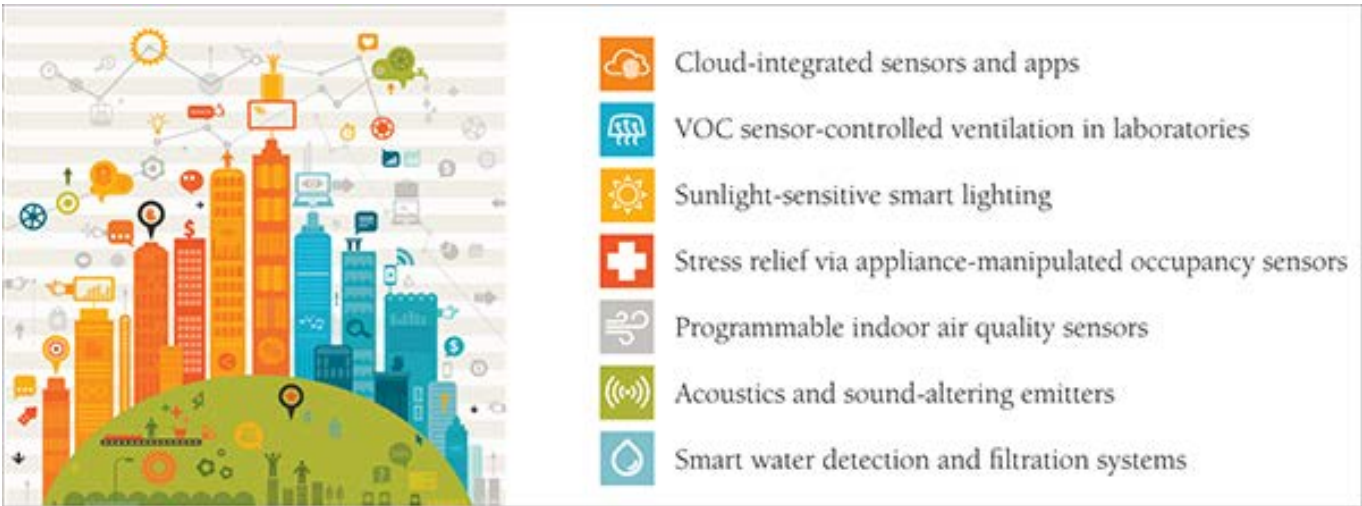 Cloud-integrated sensors and apps
VOC sensor-controlled ventilation in laboratories
Sunlight-sensitive smart lighting
Stress relief via appliance-manipulated occupancy sensors
Programmable indoor air quality sensors
Acoustics and sound-altering emitters
Smart water detection and filtration systems